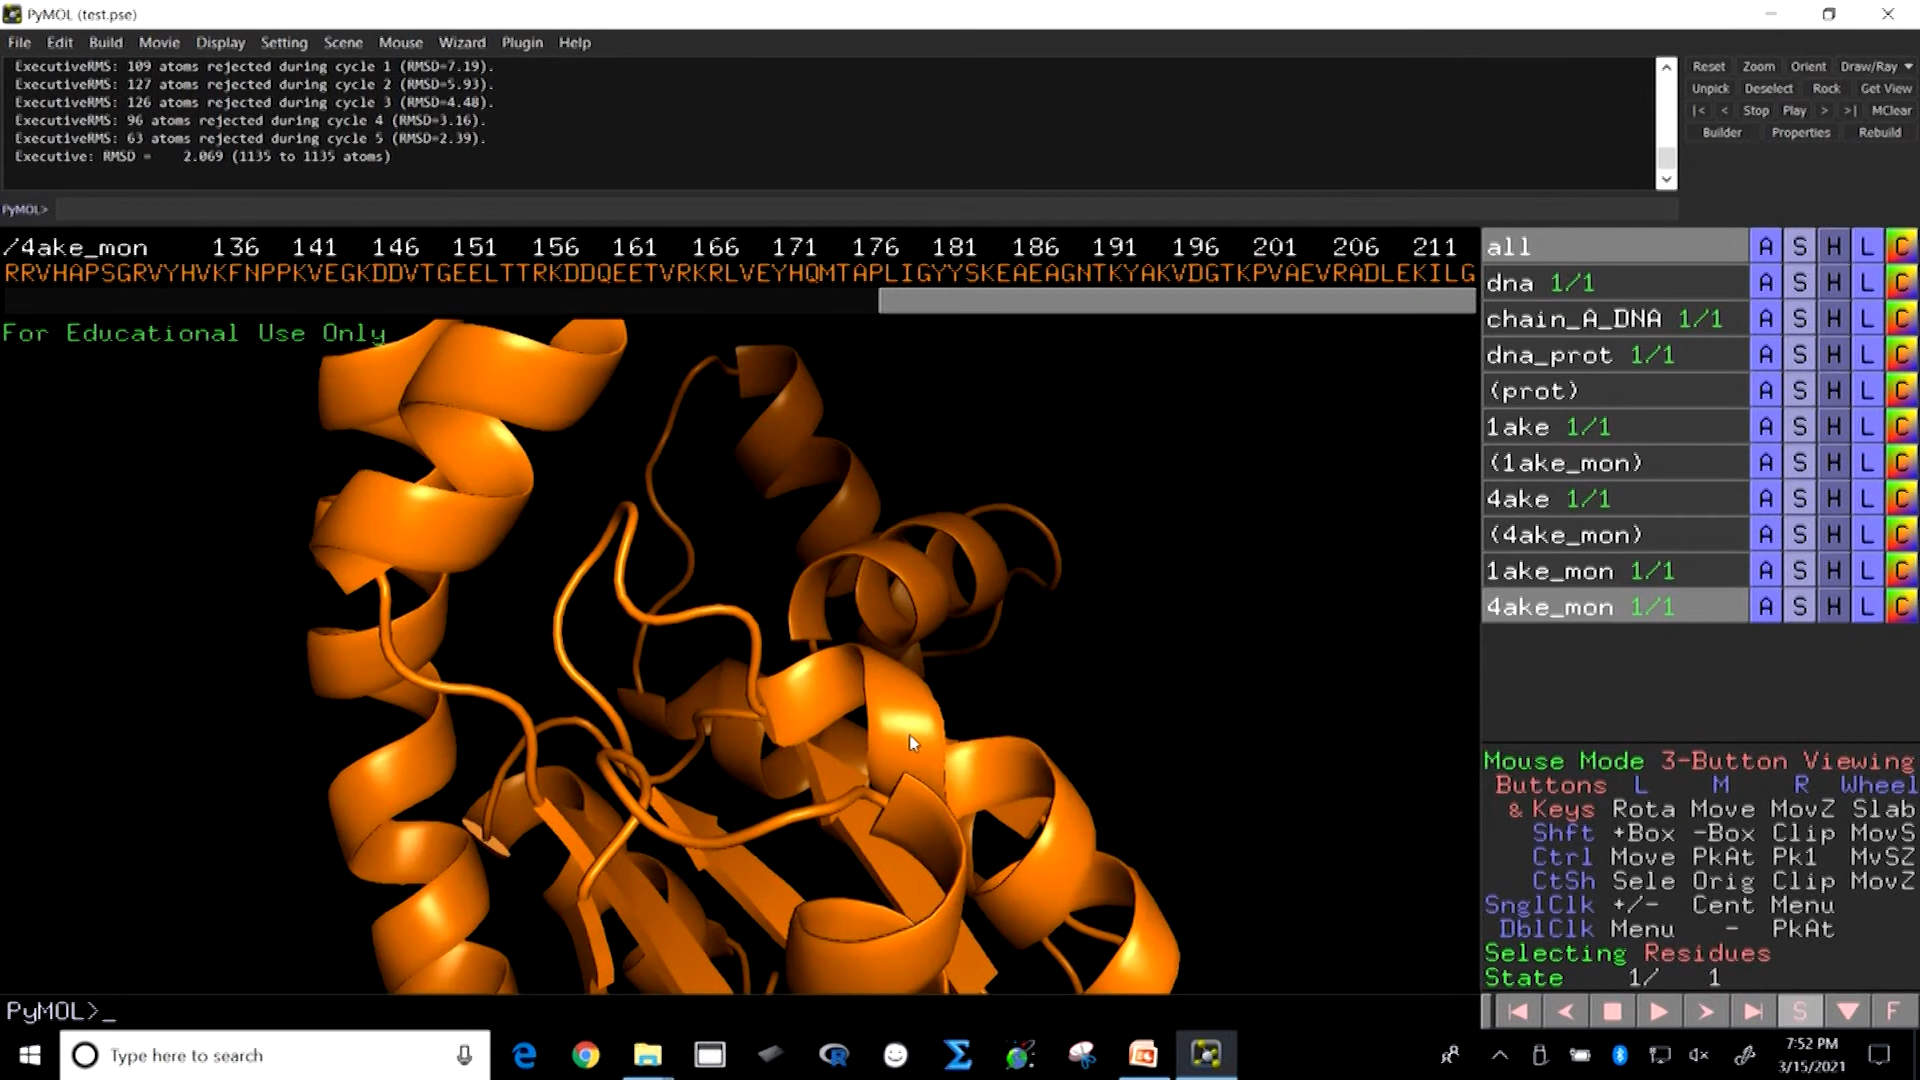 PyMOL (test.pse)
File Edit Build Movie Display Setting Scene Mouse Wizard Plugin Help
ExecutiveRMS: 109 atoms rejected during cycle 1 (RMSD=7.19).
ExecutiveRMS: 127 atoms rejected during cycle 2 (RMSD=5.93).
ExecutiveRMS: 126 atoms rejected during cycle 3 (RMSD=4.48).
ExecutiveRMS: 96 atoms rejected during cycle 4 (RMSD=3.16).
ExecutiveRMS: 63 atoms rejected during cycle 5 (RMSD=2.39).
Executive: RMSD = 2.069 (1135 to 1135 atoms)
Reset Zoom Orient Draw/Ray
Unpick Deselect Rock Get View
|< < Stop Play > >| MClear
Builder Properties Rebuild
PyMOL>
/4ake_mon 136 141 146 151 156 161 166 171 176 181 186 191 196 201 206 211
RRVHAPSGRVYHVKFNPPKVEGKDDVTGEELTTRKDDQEETVRKRLVEYHQMTAPLIGYYSKEAEAGNTKYAKVDGTKPVAEVRADLEKILG
For Educational Use Only
all A S H L C
dna 1/1 A S H L C
chain_A_DNA 1/1 A S H L C
dna_prot 1/1 A S H L C
(prot) A S H L C
1ake 1/1 A S H L C
(1ake_mon) A S H L C
4ake 1/1 A S H L C
(4ake_mon) A S H L C
1ake_mon 1/1 A S H L C
4ake_mon 1/1 A S H L C
Mouse Mode 3-Button Viewing
Buttons L M R Wheel
& Keys Rota Move MovZ Slab
Shft +Box -Box Clip MovS
Ctrl Move PkAt Pk1 MvSZ
CtSh Sele Orig Clip MovZ
SnglClk +/- Cent Menu
DblClk Menu - PkAt
Selecting Residues
State 1/ 1
S F
PyMOL>_
Type here to search
7:52 PM
3/15/2021